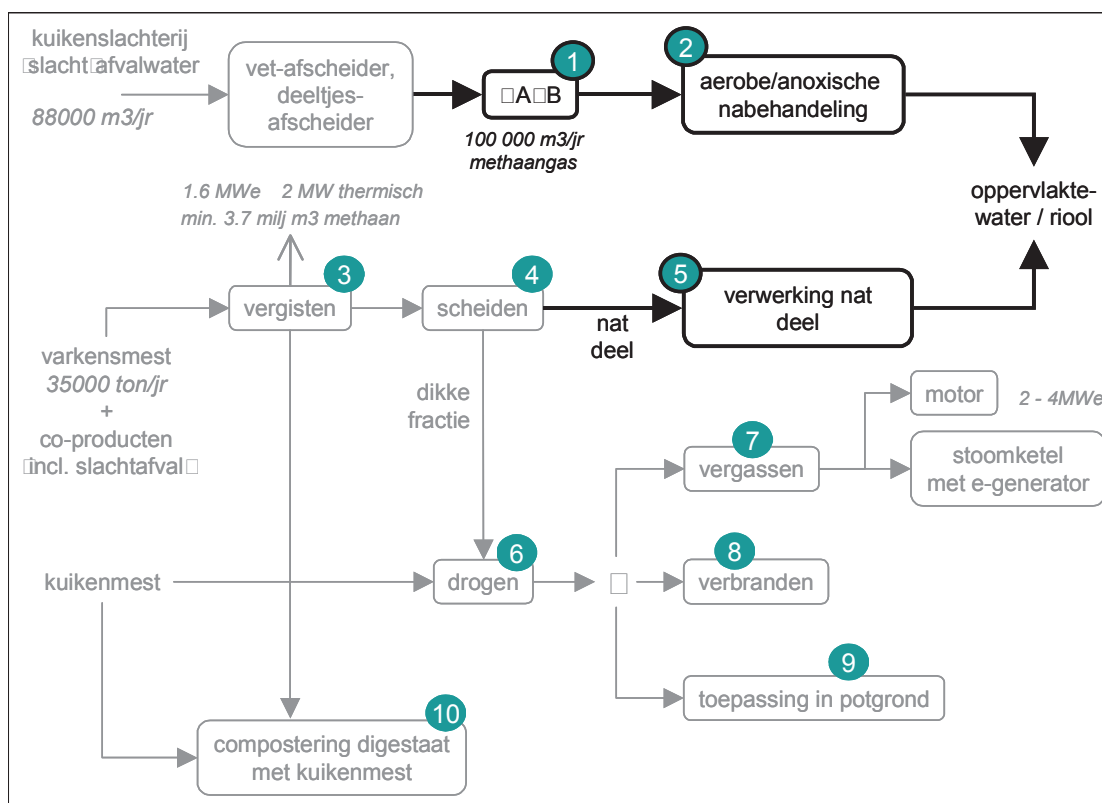 kuikenslachterij
□slacht□afvalwater
88000 m3/jr
vet-afscheider,
deeltjes-
afscheider
1
□A□B
100 000 m3/jr
methaangas
2
aerobe/anoxische
nabehandeling
oppervlakte-
water / riool
1.6 MWe 2 MW thermisch
min. 3.7 milj m3 methaan
3
vergisten
4
scheiden
nat
deel
5
verwerking nat
deel
varkensmest
35000 ton/jr
+
co-producten
□incl. slachtafval□
dikke
fractie
7
vergassen
motor
2 - 4MWe
stoomketel
met e-generator
kuikenmest
6
drogen
□
8
verbranden
9
toepassing in potgrond
10
compostering digestaat
met kuikenmest